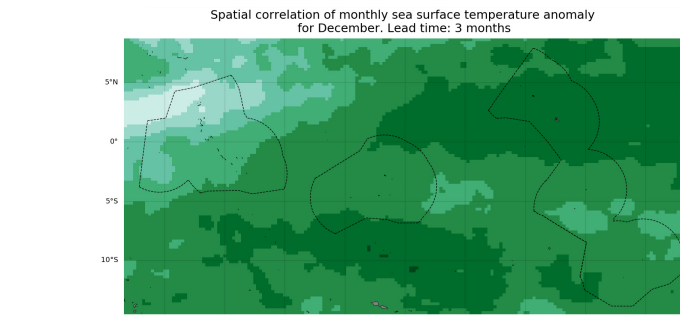 Spatial correlation of monthly sea surface temperature anomaly
for December. Lead time: 3 months
5°N
0°
5°S
10°S